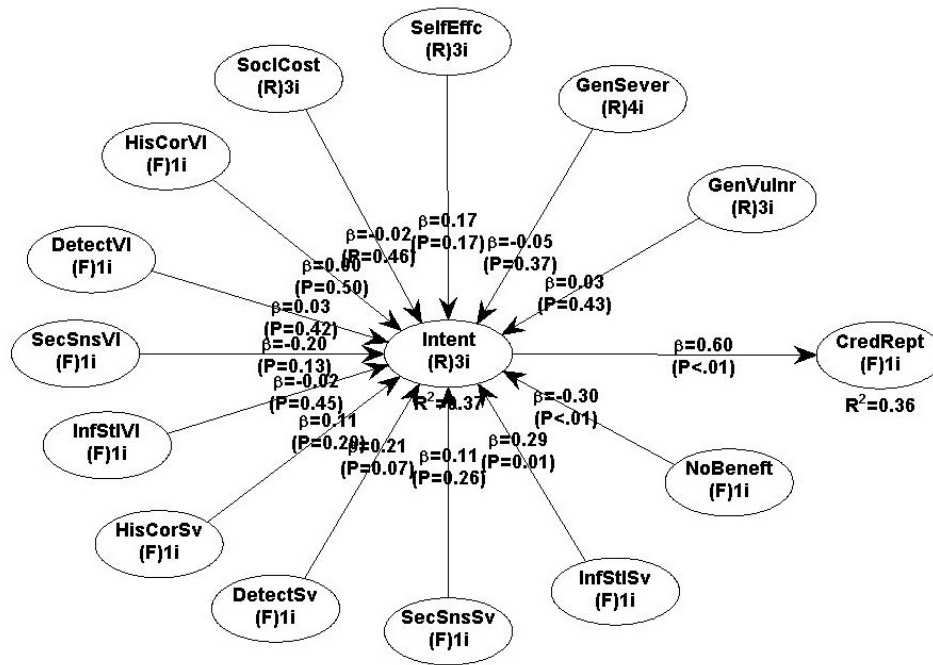 SelfEffc
(R)3i
SoclCost
(R)3i
GenSever
(R)4i
HisCorVl
(F)1i
GenVulnr
(R)3i
DetectVl
(F)1i
β=-0.02
(P=0.46)
β=0.17
(P=0.17)
β=-0.05
(P=0.37)
β=0.00
(P=0.50)
β=0.03
(P=0.43)
β=0.03
(P=0.42)
SecSnsVl
(F)1i
β=-0.20
(P=0.13)
Intent
(R)3i
R²=0.37
β=0.60
(P<.01)
CredRept
(F)1i
R²=0.36
β=-0.02
(P=0.45)
InfStlVl
(F)1i
β=0.11
(P=0.20)
β=0.21
(P=0.07)
β=0.11
(P=0.26)
β=0.29
(P=0.01)
β=-0.30
(P<.01)
NoBeneft
(F)1i
HisCorSv
(F)1i
DetectSv
(F)1i
SecSnsSv
(F)1i
InfStlSv
(F)1i